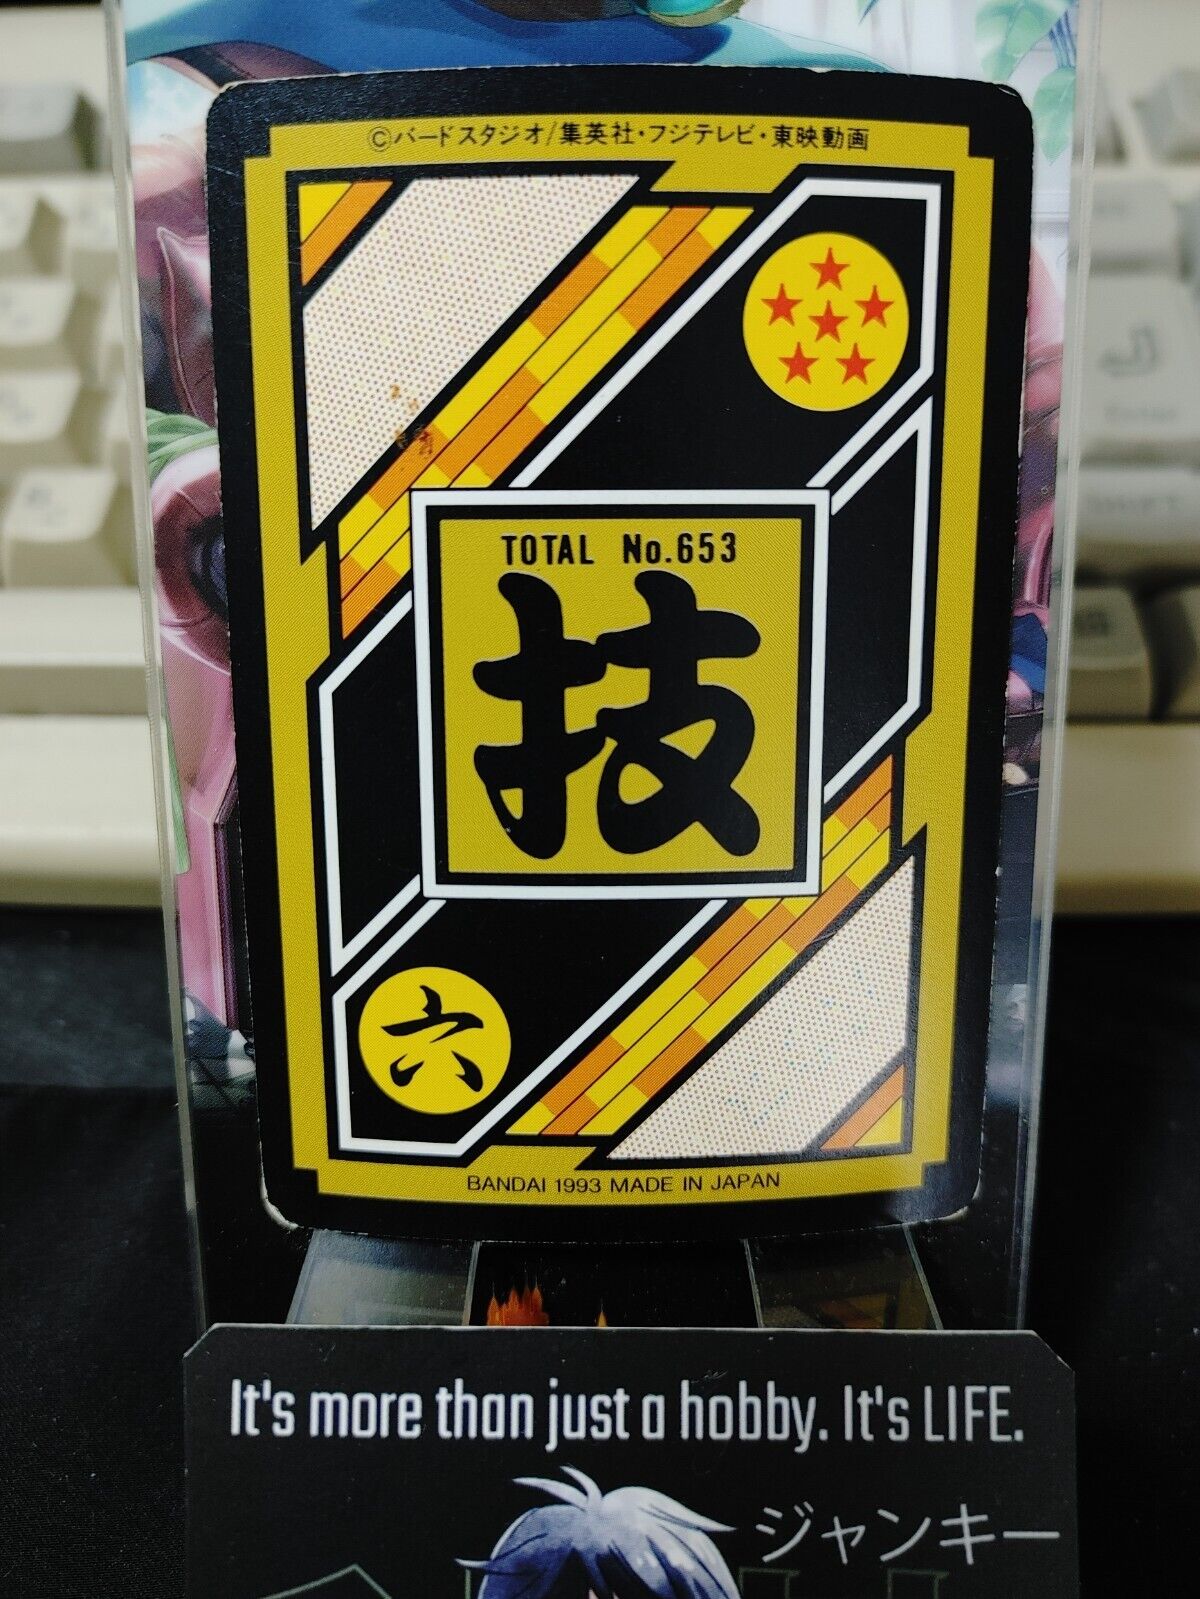 ©バードスタジオ/集英社・フジテレビ・東映動画
TOTAL No.653
技
六
BANDAI 1993 MADE IN JAPAN
It's more than just a hobby. It's LIFE.
ジャンキー